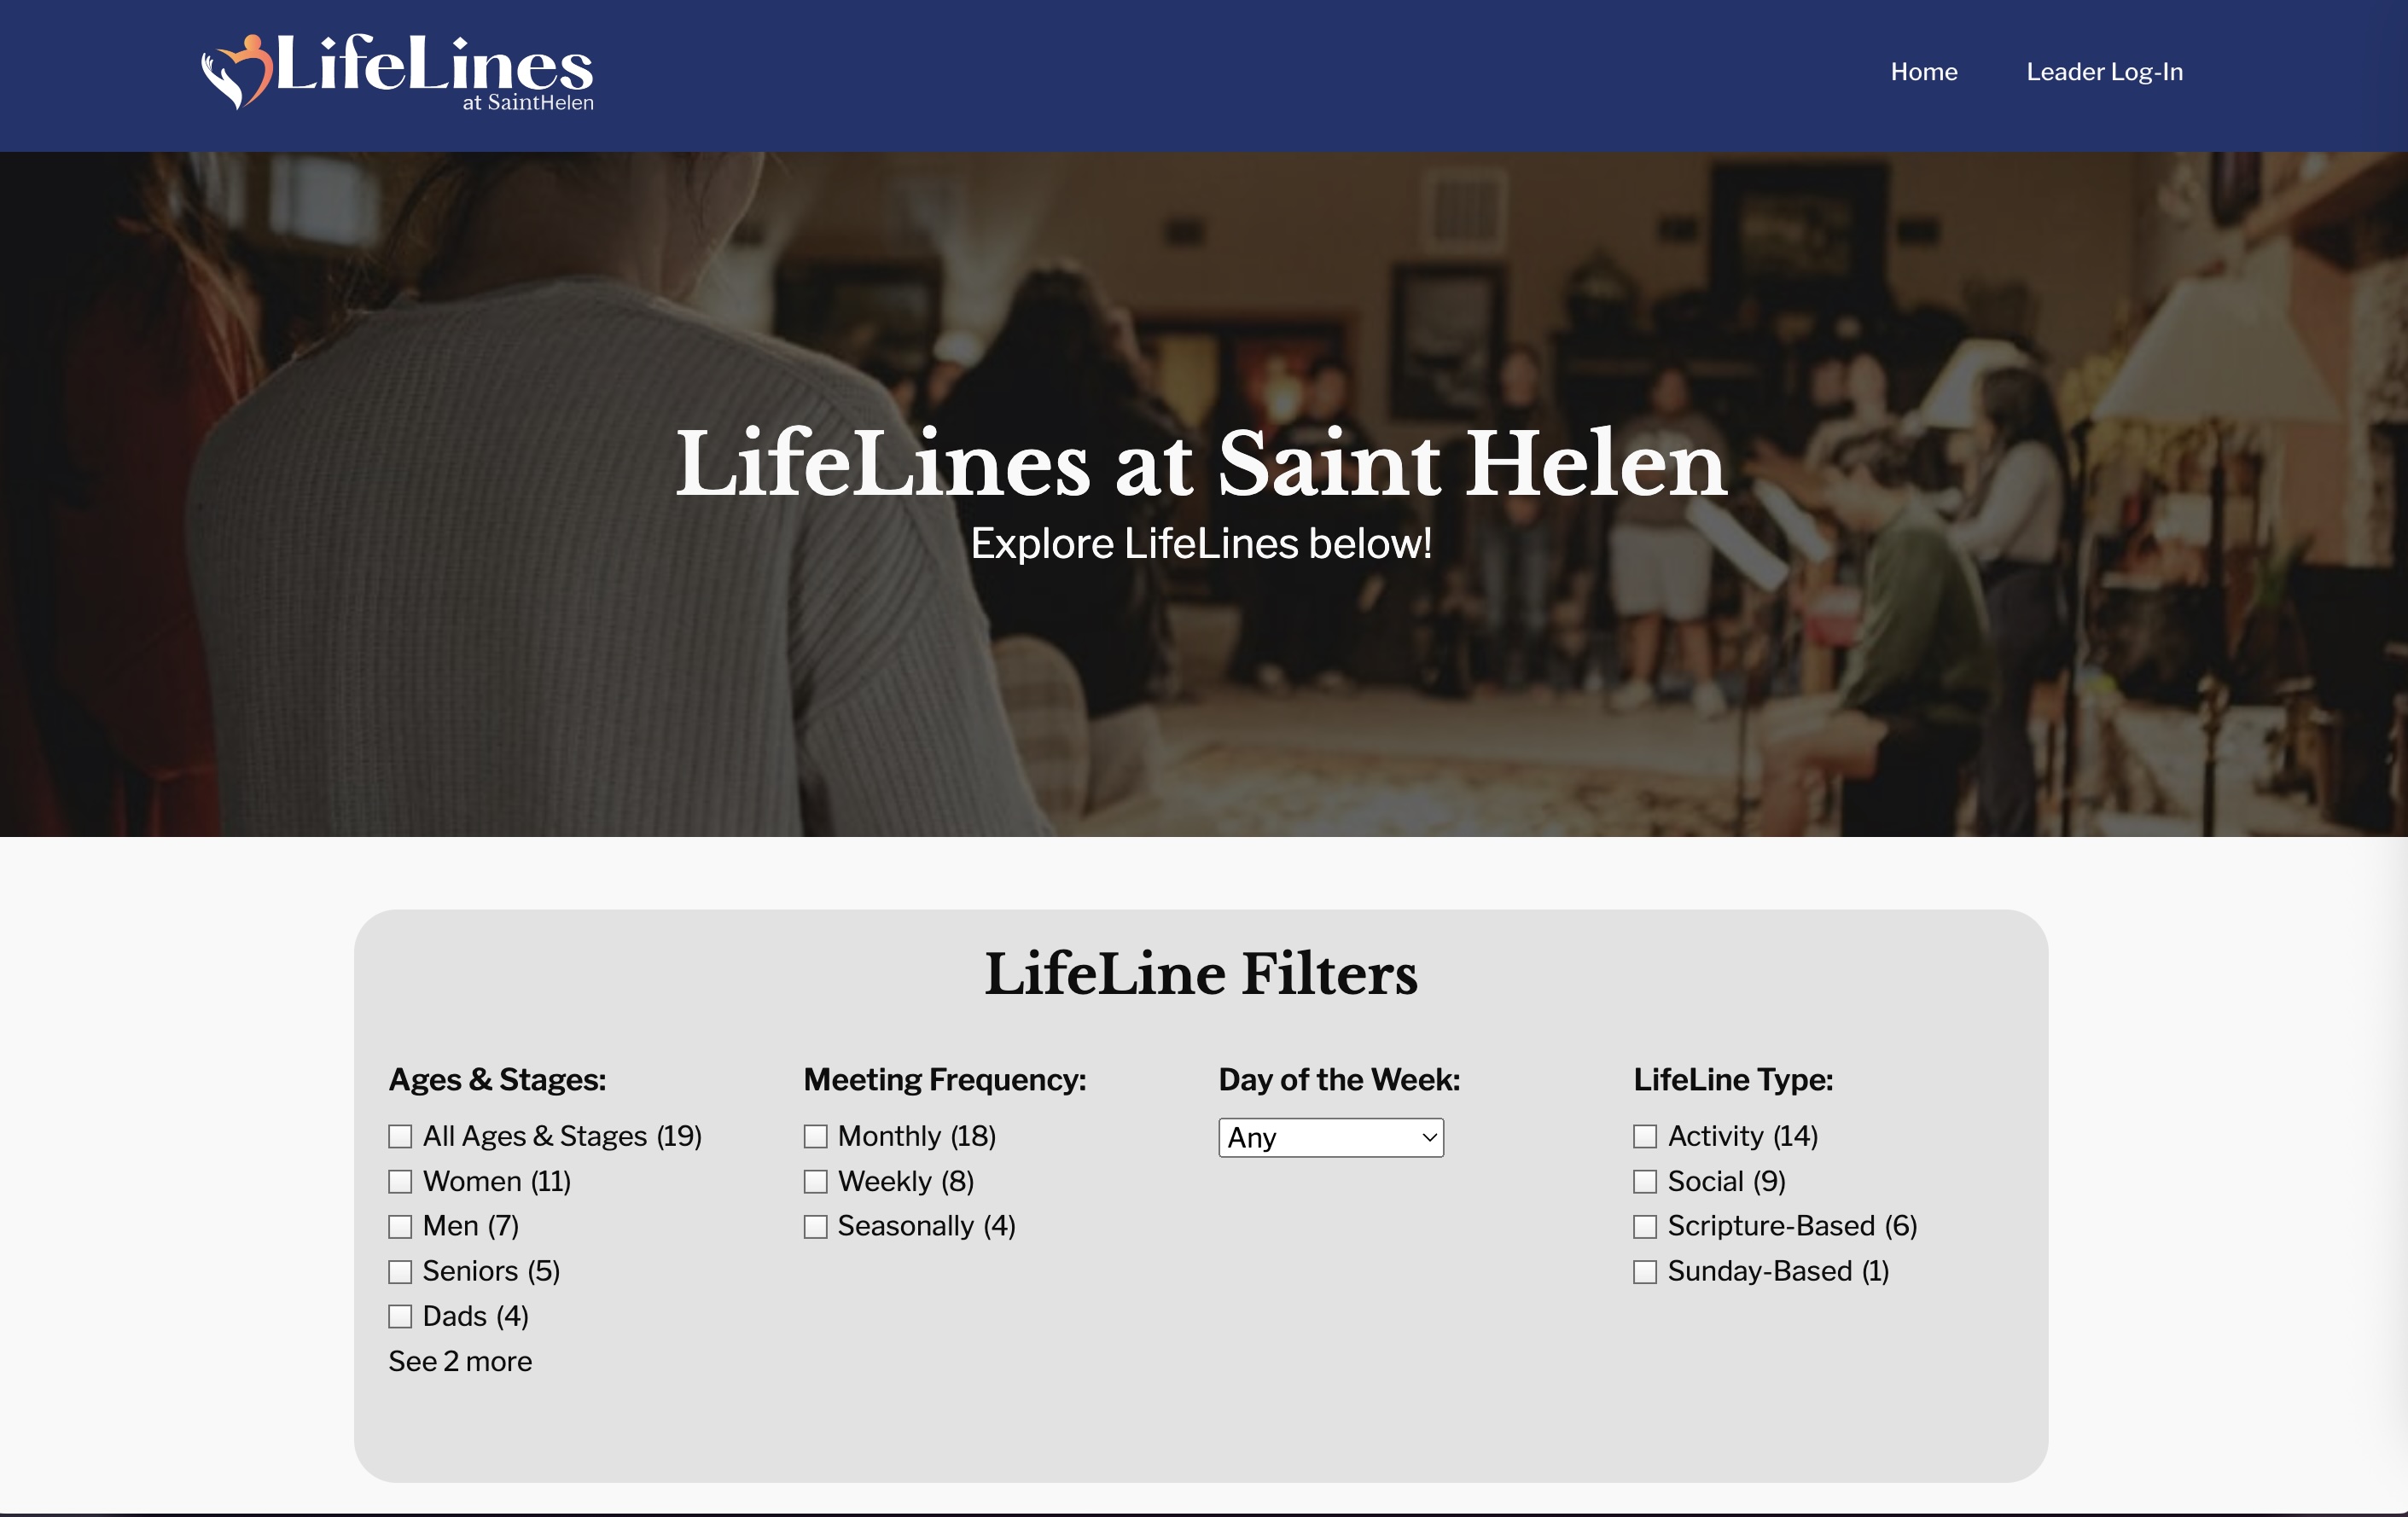 LifeLines
at SaintHelen
Home
Leader Log-In
LifeLines at Saint Helen
Explore LifeLines below!
LifeLine Filters
Ages & Stages:
All Ages & Stages (19)
Women (11)
Men (7)
Seniors (5)
Dads (4)
See 2 more
Meeting Frequency:
Monthly (18)
Weekly (8)
Seasonally (4)
Day of the Week:
Any
LifeLine Type:
Activity (14)
Social (9)
Scripture-Based (6)
Sunday-Based (1)